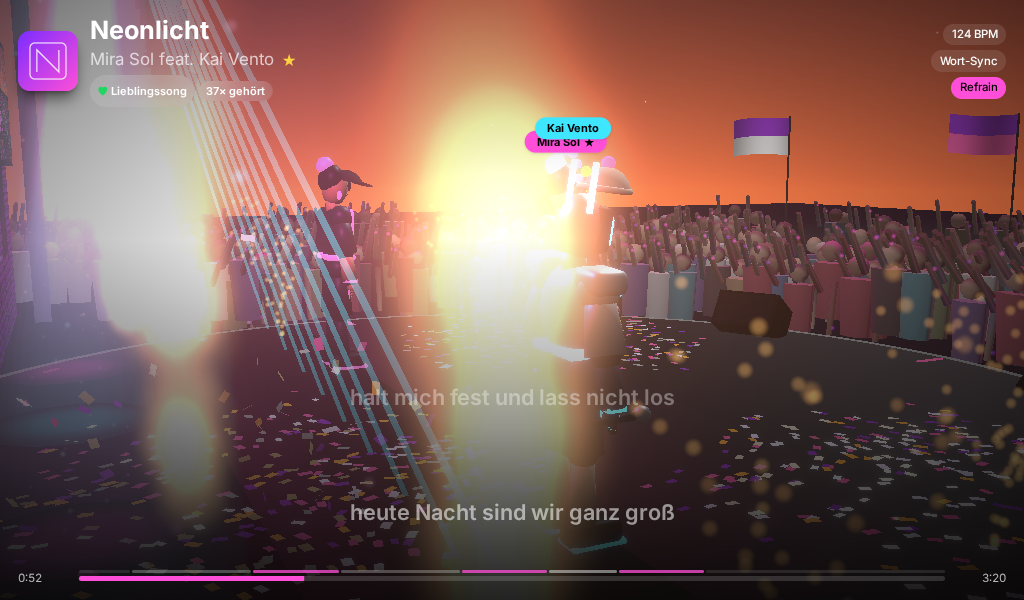 Neonlicht
Mira Sol feat. Kai Vento ★
Lieblingssong
37× gehört
124 BPM
Wort-Sync
Refrain
Kai Vento
Mira Sol ★
halt mich fest und lass nicht los
heute Nacht sind wir ganz groß
0:52
3:20